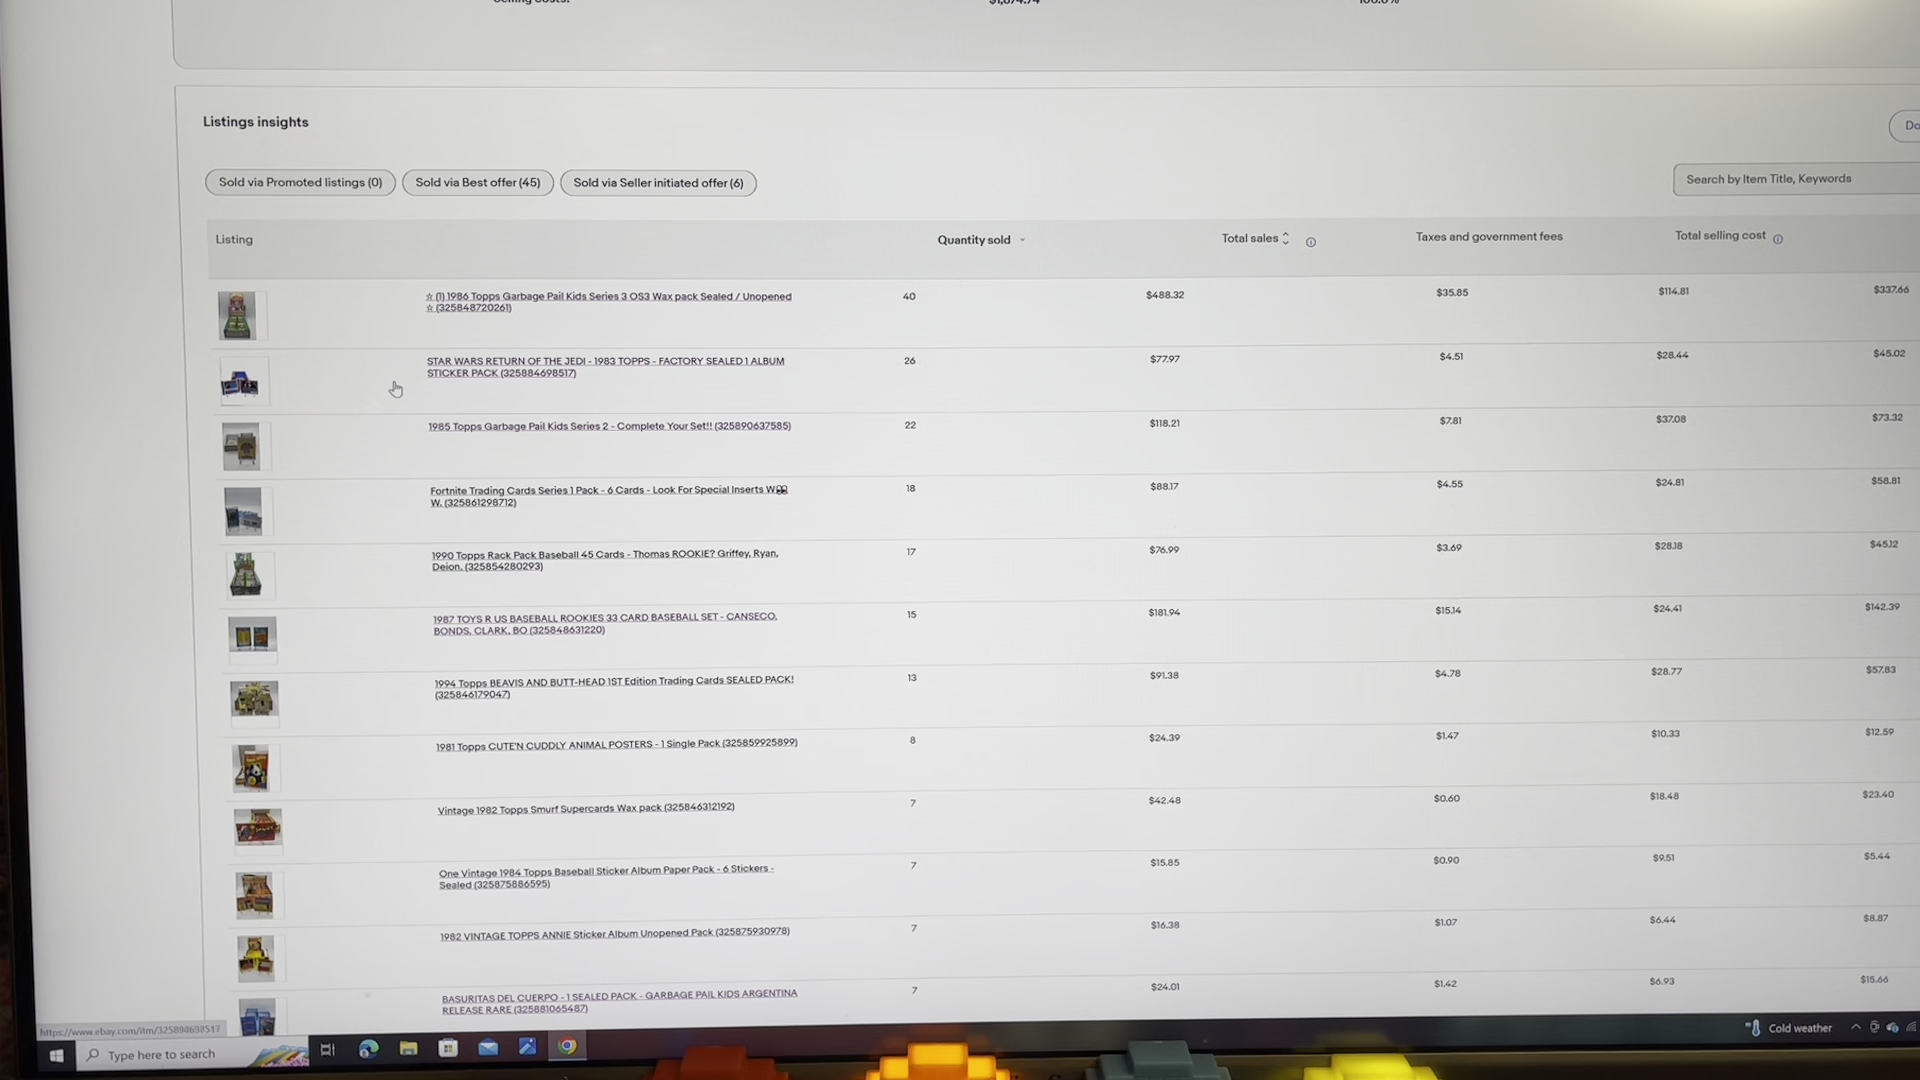 Selling costs: $1,874.74 100.0%
Listings insights
Do
Sold via Promoted listings (0) Sold via Best offer (45) Sold via Seller initiated offer (6)
Search by Item Title, Keywords
Listing Quantity sold Total sales Taxes and government fees Total selling cost
☆ (1) 1986 Topps Garbage Pail Kids Series 3 OS3 Wax pack Sealed / Unopened 40 $488.32 $35.85 $114.81 $337.66
☆ (325848720261)
STAR WARS RETURN OF THE JEDI - 1983 TOPPS - FACTORY SEALED 1 ALBUM 26 $77.97 $4.51 $28.44 $45.02
STICKER PACK (325884698517)
1985 Topps Garbage Pail Kids Series 2 - Complete Your Set!! (325890637585) 22 $118.21 $7.81 $37.08 $73.32
Fortnite Trading Cards Series 1 Pack - 6 Cards - Look For Special Inserts W 18 $88.17 $4.55 $24.81 $58.81
W. (325861298712)
1990 Topps Rack Pack Baseball 45 Cards - Thomas ROOKIE? Griffey, Ryan, 17 $76.99 $3.69 $28.18 $45.12
Deion. (325854280293)
1987 TOYS R US BASEBALL ROOKIES 33 CARD BASEBALL SET - CANSECO, 15 $181.94 $15.14 $24.41 $142.39
BONDS, CLARK, BO (325848631220)
1994 Topps BEAVIS AND BUTT-HEAD 1ST Edition Trading Cards SEALED PACK! 13 $91.38 $4.78 $28.77 $57.83
(325846179047)
1981 Topps CUTE'N CUDDLY ANIMAL POSTERS - 1 Single Pack (325859925899) 8 $24.39 $1.47 $10.33 $12.59
Vintage 1982 Topps Smurf Supercards Wax pack (325846312192) 7 $42.48 $0.60 $18.48 $23.40
One Vintage 1984 Topps Baseball Sticker Album Paper Pack - 6 Stickers - 7 $15.85 $0.90 $9.51 $5.44
Sealed (325875886595)
1982 VINTAGE TOPPS ANNIE Sticker Album Unopened Pack (325875930978) 7 $16.38 $1.07 $6.44 $8.87
BASURITAS DEL CUERPO - 1 SEALED PACK - GARBAGE PAIL KIDS ARGENTINA 7 $24.01 $1.42 $6.93 $15.66
RELEASE RARE (325881065487)
https://www.ebay.com/itm/325884698517
Type here to search Cold weather